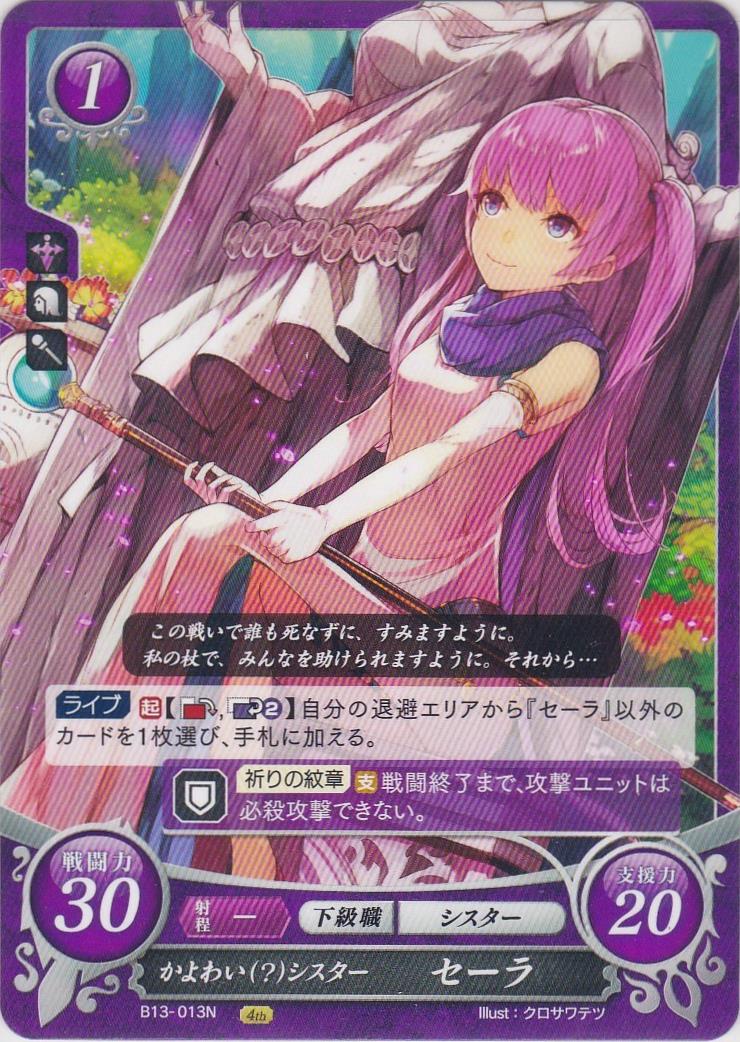 1
この戦いで誰も死なずに、すみますように。
私の杖で、みんなを助けられますように。それから…
ライブ 起【 , 2】自分の退避エリアから『セーラ』以外の
カードを1枚選び、手札に加える。
祈りの紋章 支 戦闘終了まで、攻撃ユニットは
必殺攻撃できない。
戦闘力
30
射程 ―
下級職 シスター
支援力
20
かよわい(?)シスター セーラ
B13-013N 4th Illust：クロサワテツ